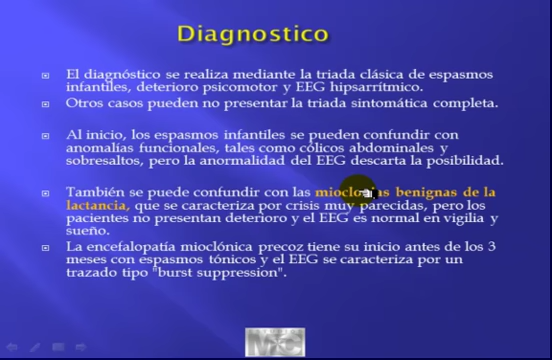 Diagnostico
El diagnóstico se realiza mediante la triada clásica de espasmos
infantiles, deterioro psicomotor y EEG hipsarrítmico.
Otros casos pueden no presentar la triada sintomática completa.
Al inicio, los espasmos infantiles se pueden confundir con
anomalías funcionales, tales como cólicos abdominales y
sobresaltos, pero la anormalidad del EEG descarta la posibilidad.
También se puede confundir con las mioclonias benignas de la
lactancia, que se caracteriza por crisis muy parecidas, pero los
pacientes no presentan deterioro y el EEG es normal en vigilia y
sueño.
La encefalopatía mioclónica precoz tiene su inicio antes de los 3
meses con espasmos tónicos y el EEG se caracteriza por un
trazado tipo "burst suppression".